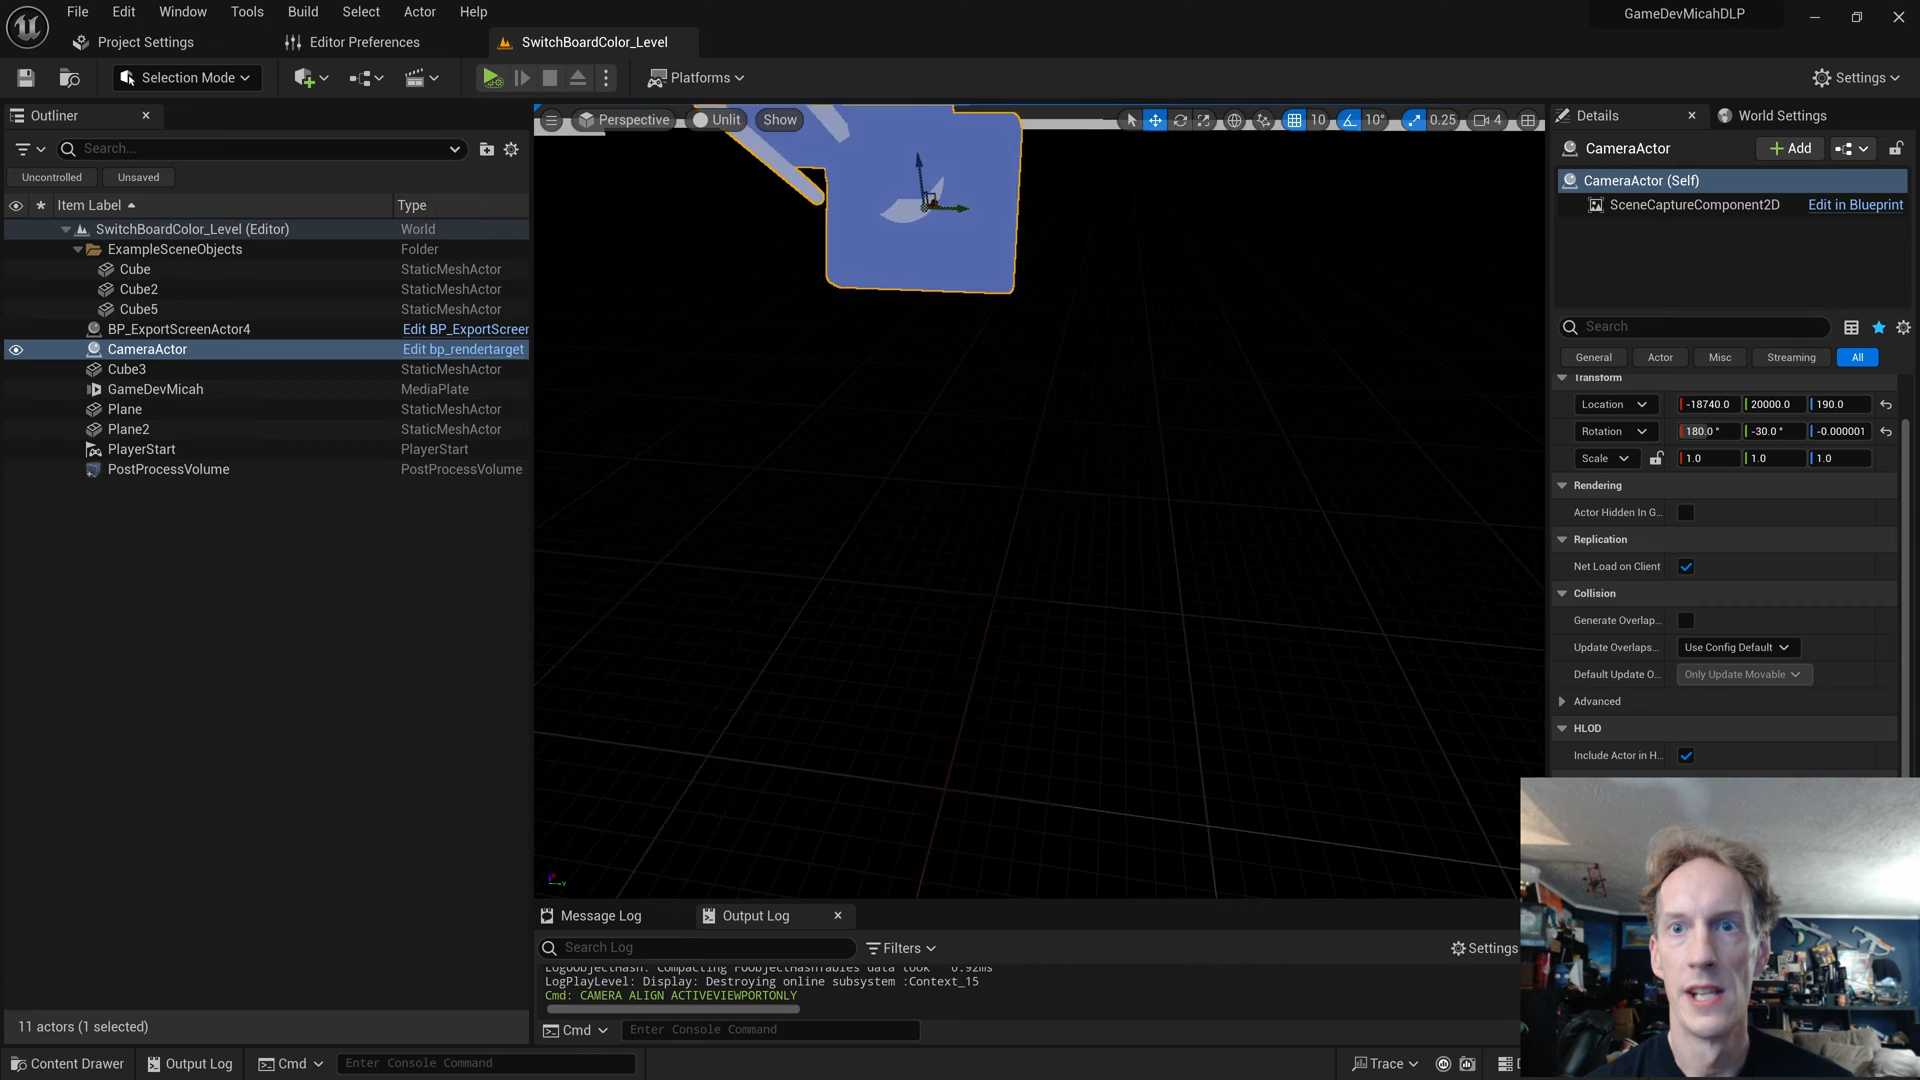 File Edit Window Tools Build Select Actor Help
GameDevMicahDLP
Project Settings
Editor Preferences
SwitchBoardColor_Level
Selection Mode
Platforms
Settings
Outliner
Search...
Uncontrolled
Unsaved
Item Label Type
SwitchBoardColor_Level (Editor) World
ExampleSceneObjects Folder
Cube StaticMeshActor
Cube2 StaticMeshActor
Cube5 StaticMeshActor
BP_ExportScreenActor4 Edit BP_ExportScreen
CameraActor Edit bp_rendertarget
Cube3 StaticMeshActor
GameDevMicah MediaPlate
Plane StaticMeshActor
Plane2 StaticMeshActor
PlayerStart PlayerStart
PostProcessVolume PostProcessVolume
11 actors (1 selected)
Perspective Unlit Show
10 10° 0.25 4
Message Log
Output Log
Search Log
Filters
Settings
LogUObjectHash: Compacting FUObjectHashTables data took 0.92ms
LogPlayLevel: Display: Destroying online subsystem :Context_15
Cmd: CAMERA ALIGN ACTIVEVIEWPORTONLY
Cmd
Enter Console Command
Details
World Settings
CameraActor
Add
CameraActor (Self)
SceneCaptureComponent2D Edit in Blueprint
Search
General Actor Misc Streaming All
Transform
Location -18740.0 20000.0 190.0
Rotation 180.0 ° -30.0 ° -0.000001
Scale 1.0 1.0 1.0
Rendering
Actor Hidden In G...
Replication
Net Load on Client
Collision
Generate Overlap...
Update Overlaps... Use Config Default
Default Update O... Only Update Movable
Advanced
HLOD
Include Actor in H...
Content Drawer
Output Log
Cmd
Enter Console Command
Trace